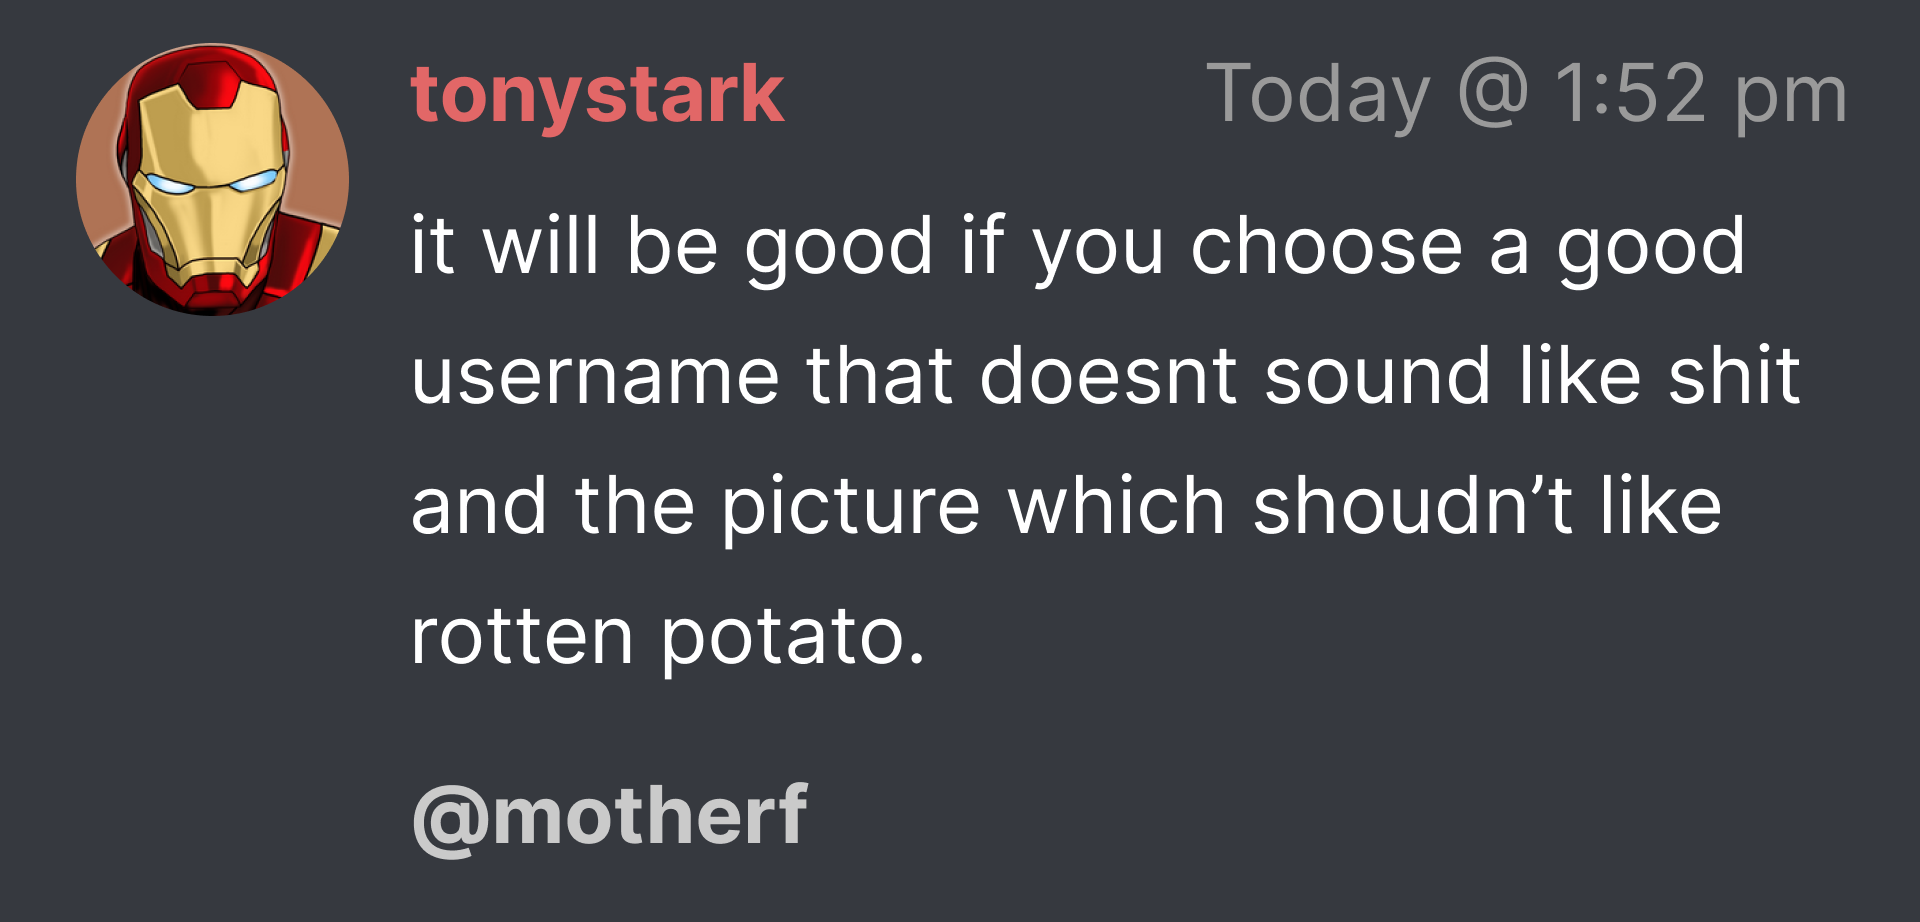 tonystark Today @ 1:52 pm
it will be good if you choose a good
username that doesnt sound like shit
and the picture which shoudn’t like
rotten potato.
@motherf